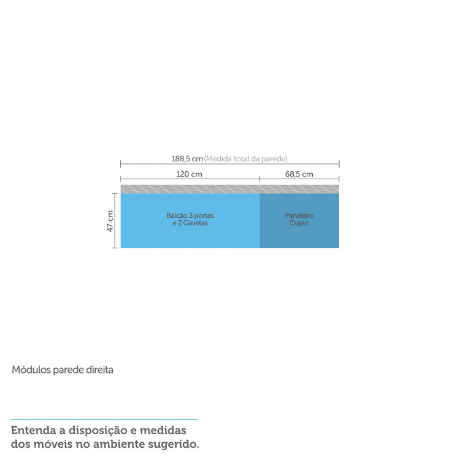 188,5 cm (Medida total da parede)
120 cm
68,5 cm
47 cm
Balcão 3 portas
e 2 Gavetas
Paneleiro
Duplo
Módulos parede direita
Entenda a disposição e medidas
dos móveis no ambiente sugerido.